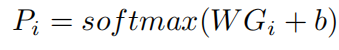 P_i = softmax(WG_i + b)